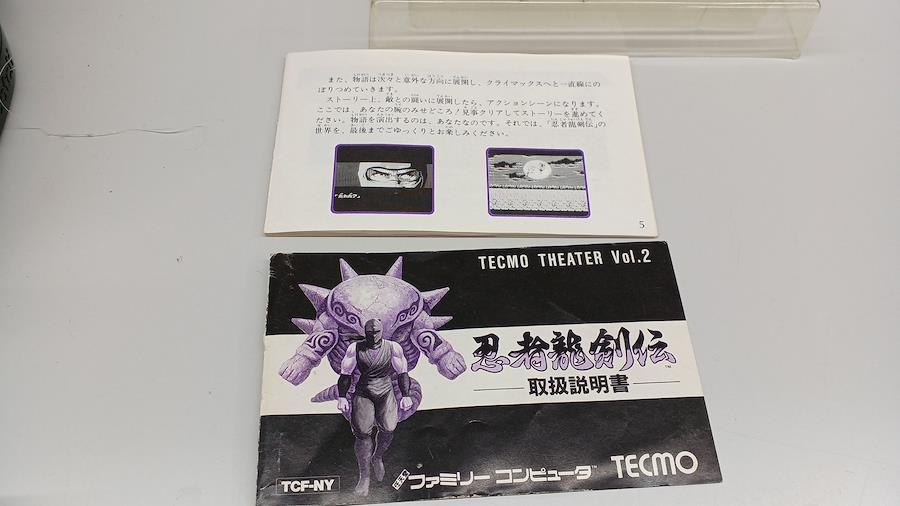 また、物語は次々と意外な方向に展開し、クライマックスへと一直線にの
ぼりつめていきます。
ストーリー上、敵との闘いに展開したら、アクションシーンになります。
ここでは、あなたの腕のみせどころ！見事クリアしてストーリーを進めてく
ださい。物語を演出するのは、あなたなのです。それでは、「忍者龍剣伝」の
世界を、最後までごゆっくりとお楽しみください。
5
TECMO THEATER Vol.2
忍者龍剣伝
TM
取扱説明書
TCF-NY
ファミリー コンピュータ
TM
TECMO